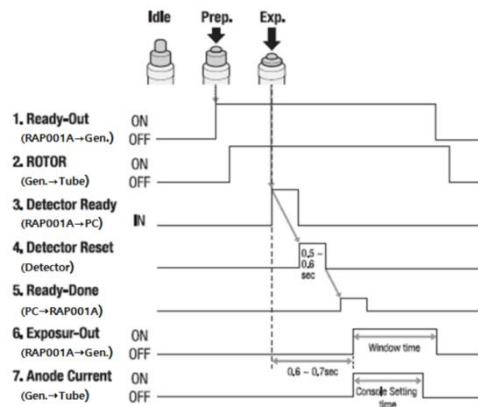 Idle Prep. Exp.
1. Ready-Out ON
(RAP001A→Gen.) OFF
2. ROTOR ON
(Gen.→Tube) OFF
3. Detector Ready
(RAP001A→PC) IN
4. Detector Reset
(Detector)
0,5 ~
0,6
sec
5. Ready-Done
(PC→RAP001A)
6. Exposur-Out ON
(RAP001A→Gen.) OFF
Window time
0,6 ~ 0,7sec
7. Anode Current ON
(Gen.→Tube) OFF
Console Setting
time